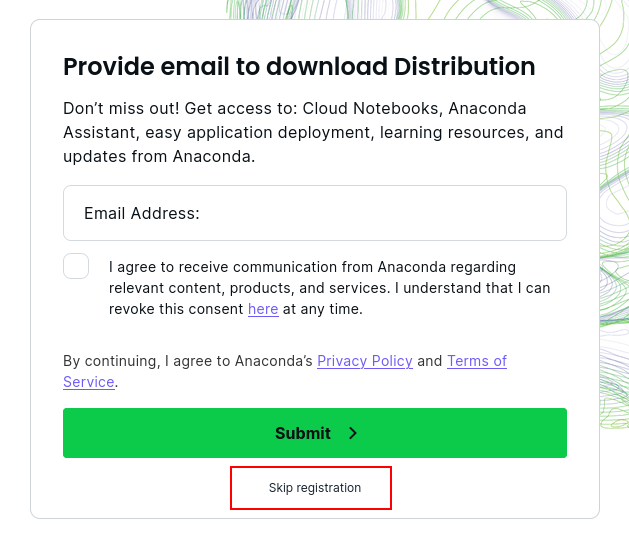 Provide email to download Distribution
Don’t miss out! Get access to: Cloud Notebooks, Anaconda
Assistant, easy application deployment, learning resources, and
updates from Anaconda.
Email Address:
I agree to receive communication from Anaconda regarding
relevant content, products, and services. I understand that I can
revoke this consent here at any time.
By continuing, I agree to Anaconda’s Privacy Policy and Terms of
Service.
Submit
Skip registration